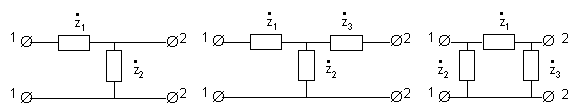 ż₁ ż₁ ż₃ ż₁
1 2 1 2 1 2
ż₂ ż₂ ż₂ ż₃
1 2 1 2 1 2